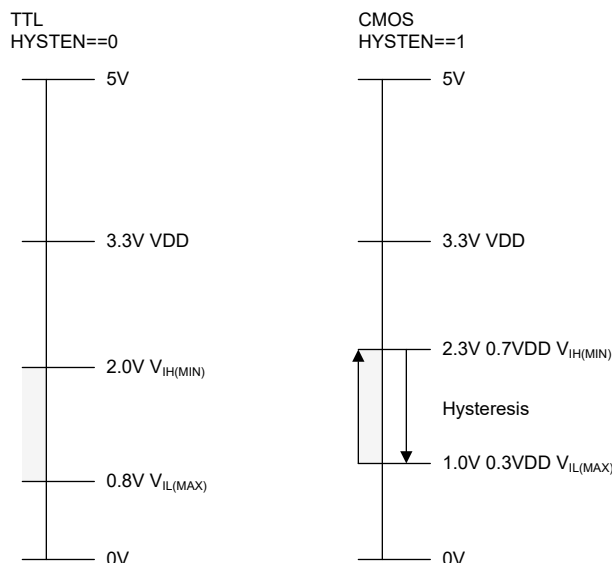 TTL
HYSTEN==0
5V
3.3V VDD
2.0V VIH(MIN)
0.8V VIL(MAX)
0V
CMOS
HYSTEN==1
5V
3.3V VDD
2.3V 0.7VDD VIH(MIN)
Hysteresis
1.0V 0.3VDD VIL(MAX)
0V